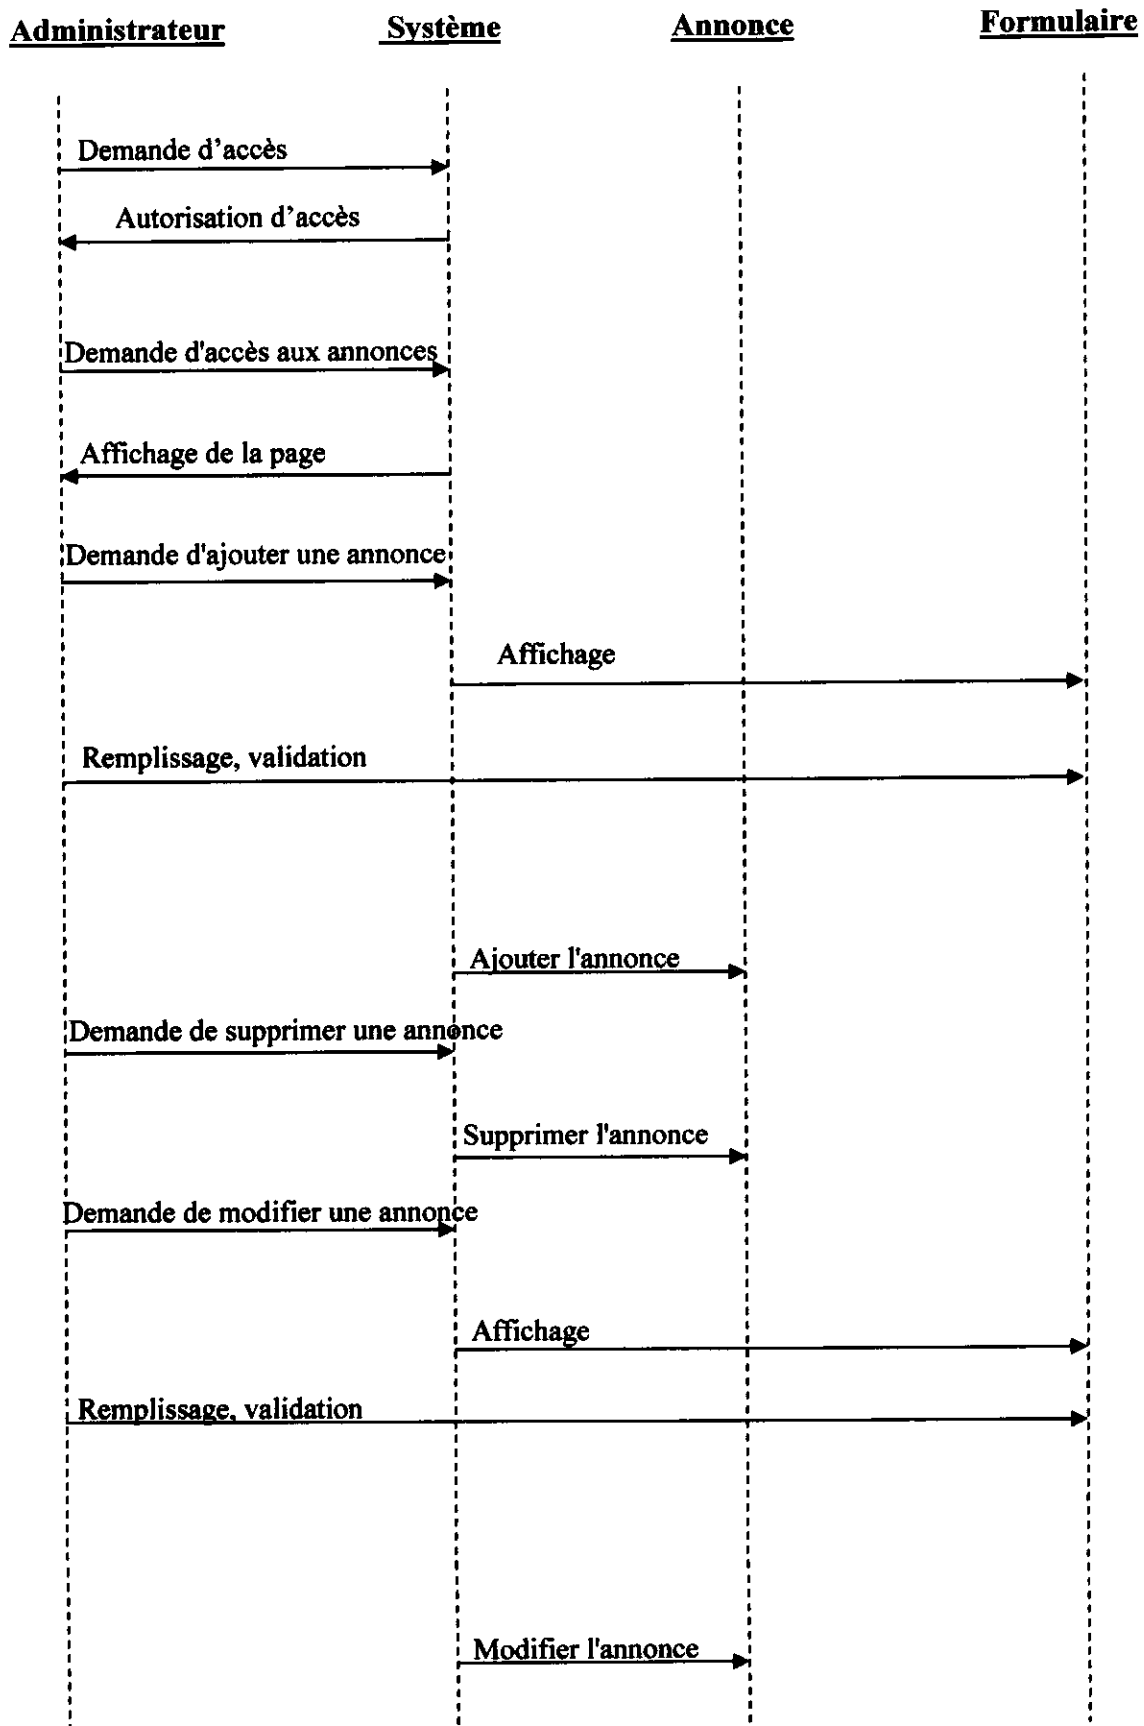 Administrateur
Système
Annonce
Formulaire
Demande d’accès
Autorisation d’accès
Demande d'accès aux annonces
Affichage de la page
Demande d'ajouter une annonce
Affichage
Remplissage, validation
Ajouter l'annonce
Demande de supprimer une annonce
Supprimer l'annonce
Demande de modifier une annonce
Affichage
Remplissage, validation
Modifier l'annonce